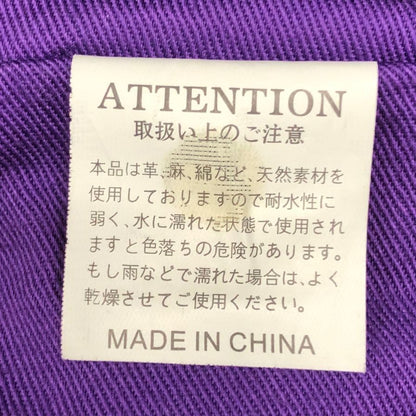 ATTENTION
取扱い上のご注意
本品は革、麻、綿など、天然素材を
使用しておりますので耐水性に
弱く、水に濡れた状態で使用され
ますと色落ちの危険があります。
もし雨などで濡れた場合は、よく
乾燥させてご使用ください。
MADE IN CHINA